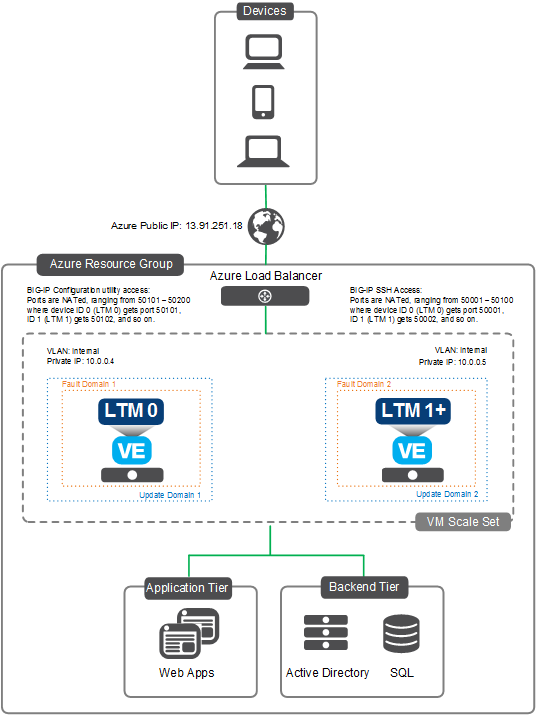 Devices
Azure Public IP: 13.91.251.18
Azure Resource Group
Azure Load Balancer
BIG-IP Configuration utility access:
Ports are NATed, ranging from 50101 – 50200
where device ID 0 (LTM 0) gets port 50101,
ID 1 (LTM 1) gets 50102, and so on.
BIG-IP SSH Access:
Ports are NATed, ranging from 50001 – 50100
where device ID 0 (LTM 0) gets port 50001,
ID 1 (LTM 1) gets 50002, and so on.
VLAN: Internal
Private IP: 10.0.0.4
VLAN: Internal
Private IP: 10.0.0.5
Fault Domain 1
LTM 0
VE
Update Domain 1
Fault Domain 2
LTM 1+
VE
Update Domain 2
VM Scale Set
Application Tier
Web Apps
Backend Tier
Active Directory
SQL